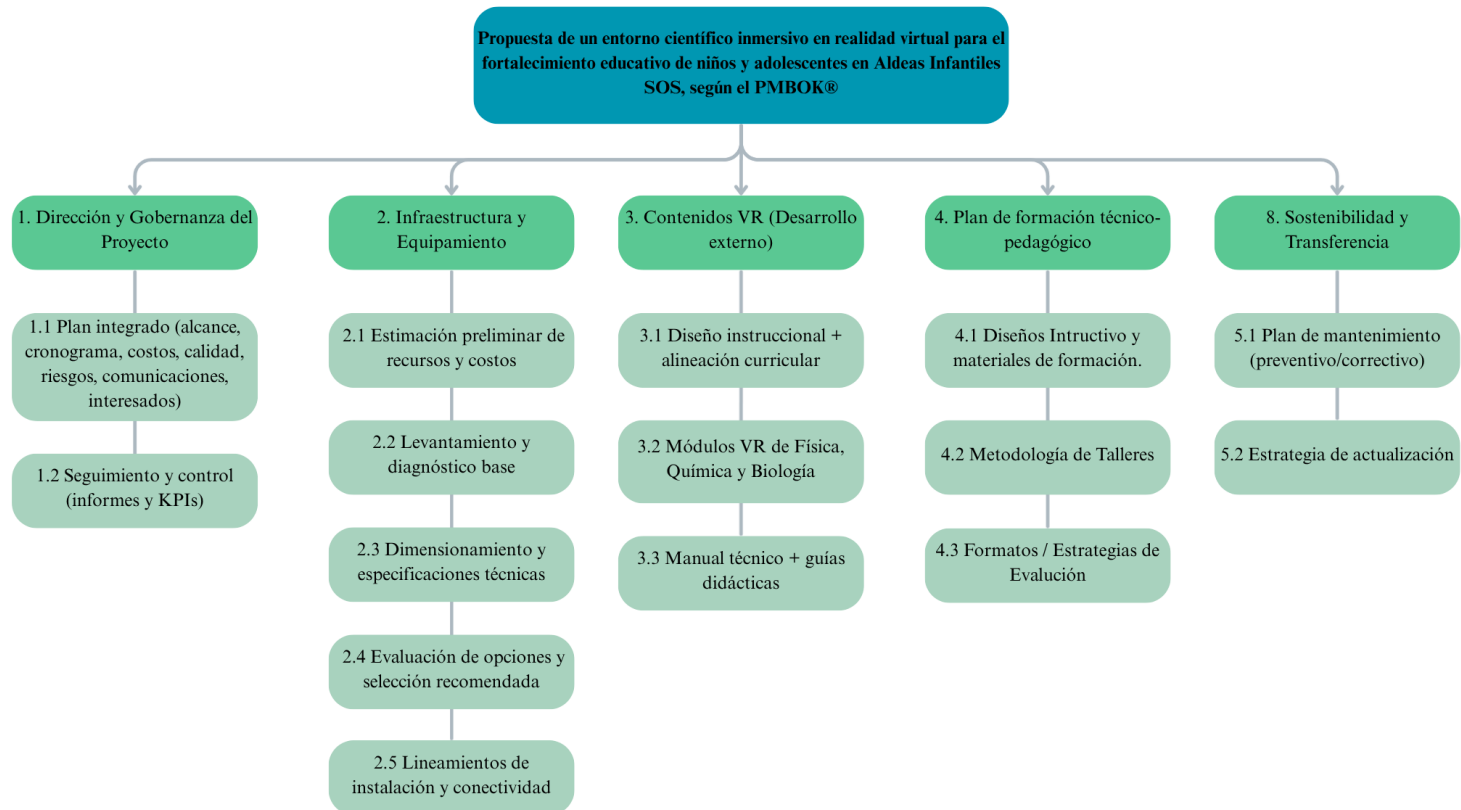 Propuesta de un entorno científico inmersivo en realidad virtual para el
fortalecimiento educativo de niños y adolescentes en Aldeas Infantiles
SOS, según el PMBOK®
1. Dirección y Gobernanza del
Proyecto
1.1 Plan integrado (alcance,
cronograma, costos, calidad,
riesgos, comunicaciones,
interesados)
1.2 Seguimiento y control
(informes y KPIs)
2. Infraestructura y
Equipamiento
2.1 Estimación preliminar de
recursos y costos
2.2 Levantamiento y
diagnóstico base
2.3 Dimensionamiento y
especificaciones técnicas
2.4 Evaluación de opciones y
selección recomendada
2.5 Lineamientos de
instalación y conectividad
3. Contenidos VR (Desarrollo
externo)
3.1 Diseño instruccional +
alineación curricular
3.2 Módulos VR de Física,
Química y Biología
3.3 Manual técnico + guías
didácticas
4. Plan de formación técnico-
pedagógico
4.1 Diseños Intructivo y
materiales de formación.
4.2 Metodología de Talleres
4.3 Formatos / Estrategias de
Evalución
8. Sostenibilidad y
Transferencia
5.1 Plan de mantenimiento
(preventivo/correctivo)
5.2 Estrategia de actualización